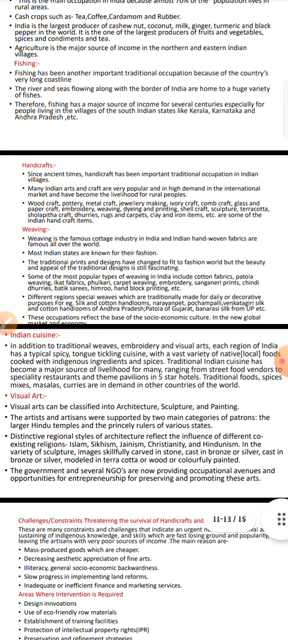 This is the main occupation in India because almost 70% of the population lives in
rural areas.
• Cash crops such as- Tea,Coffee,Cardamom and Rubber.
• India is the largest producer of cashew nut, coconut, milk, ginger, turmeric and black
pepper in the world. It is the one of the largest producers of fruits and vegetables,
spices and condiments and tea.
• Agriculture is the major source of income in the northern and eastern Indian
villages.
Fishing:-
• Fishing has been another important traditional occupation because of the country's
very long coastline
• The river and seas flowing along with the border of India are home to a huge variety
of fishes.
• Therefore, fishing has a major source of income for several centuries especially for
people living in the villages of the south Indian states like Kerala, Karnataka and
Andhra Pradesh ,etc.
Handicrafts:-
• Since ancient times, handicraft has been important traditional occupation in Indian
villages.
• Many Indian arts and craft are very popular and in high demand in the international
market and have become the livelihood for rural peoples.
• Wood craft, pottery, metal craft, jewellery making, ivory craft, comb craft, glass and
paper craft, embroidery, weaving, dyeing and printing, shell craft, sculpture, terracotta,
sholapitha craft, dhurries, rugs and carpets, clay and iron items, etc. are some of the
Indian hand craft items.
Weaving:-
• Weaving is the famous cottage industry in India and Indian hand-woven fabrics are
famous all over the world.
• Most Indian states are known for their fashion.
• The traditional prints and designs have changed to fit to fashion world but the beauty
and appeal of the traditional designs is still fascinating.
• Some of the most popular types of weaving in India include cotton fabrics, patola
weaving, ikat fabrics, phulkari, carpet weaving, embroidery, sanganeri prints, chindi
dhurries, batik sarees, himroo, hand block printing, etc.
Different regions special weaves which are traditionally made for daily or decorative
purposes For eg. Silk and cotton handlooms, narayanpet, pochampalli,venkatagiri silk
and cotton handlooms of Andhra Pradesh,Patola of Gujarat, banarasi silk from UP etc.
• These occupations reflect the base of the socio-economic culture. In the new global
market and economy
• Indian cuisine:-
• In addition to traditional weaves, embroidery and visual arts, each region of India
has a typical spicy, tongue tickling cuisine, with a vast variety of native[local] foods
cooked with indigenous ingredients and spices. Traditional Indian cuisine has
become a major source of livelihood for many, ranging from street food vendors to
speciality restaurants and theme pavilions in 5 star hotels. Traditional foods, spices
mixes, masalas, curries are in demand in other countries of the world.
• Visual Art:-
• Visual arts can be classified into Architecture, Sculpture, and Painting.
• The artists and artisans were supported by two main categories of patrons: the
larger Hindu temples and the princely rulers of various states.
• Distinctive regional styles of architecture reflect the influence of different co-
existing religions- Islam, Sikhism, Jainism, Christianity, and Hinduism. In the
variety of sculpture, images skillfully carved in stone, cast in bronze or silver, cast in
bronze or silver, modeled in terra cotta or wood or colourfully painted.
• The government and several NGO's are now providing occupational avenues and
opportunities for entrepreneurship for preserving and promoting these arts.
Challenges/Constraints Threatening the survival of Handicrafts and
11-13 / 15
These are many constraints and challenges that indicate an urgent
sustaining of indigenous knowledge, and skills which are fast losing ground and popularity,
leaving the artisans with very poor sources of income .The main reason are-
• Mass-produced goods which are cheaper.
• Decreasing aesthetic appreciation of fine arts.
• Illiteracy, general socio-economic backwardness.
• Slow progress in implementing land reforms.
• Inadequate or inefficient finance and marketing services.
Areas Where Intervention is Required
• Design innvoations
• Use of eco-friendly row materials
• Establishment of training facilities
• Protection of intellectual property rights(IPR)
• Preservation and refinement strategies